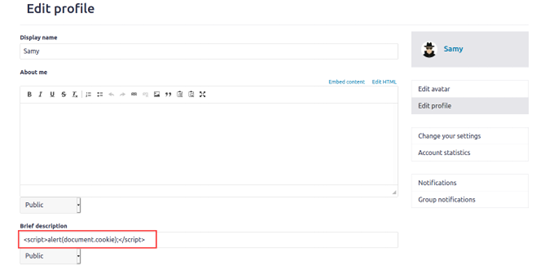 Edit profile
Display name
Samy
About me
Embed content Edit HTML
B I U S Tx
Public
Brief description
<script>alert(document.cookie);</script>
Public
Samy
Edit avatar
Edit profile
Change your settings
Account statistics
Notifications
Group notifications